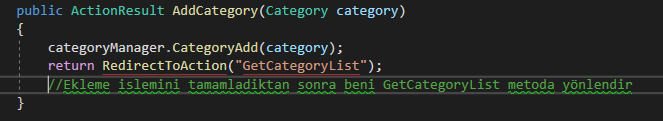 public ActionResult AddCategory(Category category)
{
categoryManager.CategoryAdd(category);
return RedirectToAction("GetCategoryList");
//Ekleme islemini tamamladiktan sonra beni GetCategoryList metoda yönlendir
}